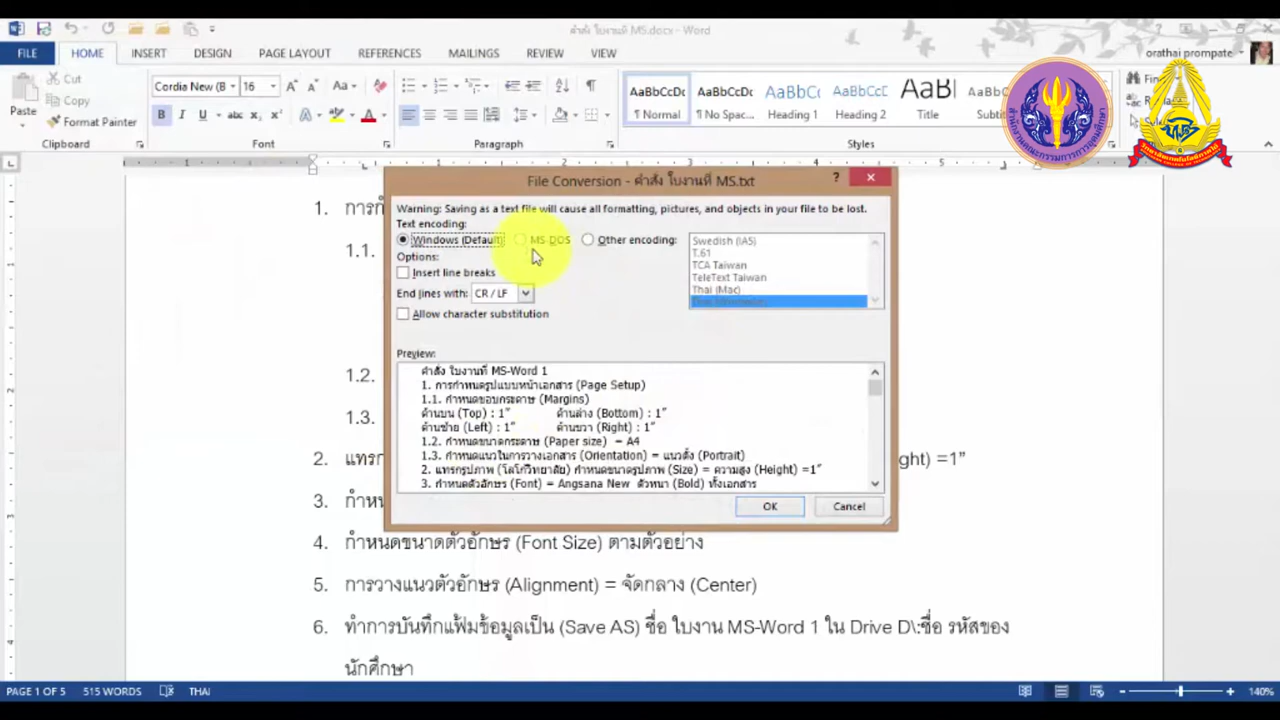 คำสั่ง ใบงานที่ MS.docx - Word
FILE HOME INSERT DESIGN PAGE LAYOUT REFERENCES MAILINGS REVIEW VIEW
orathai prompate
Cut
Copy
Format Painter
Paste
Cordia New (B 16
AaBbCcDc AaBbCcDc AaBbC AaBbCcC AaBl
¶ Normal ¶ No Spac... Heading 1 Heading 2 Title
Clipboard Font Paragraph Styles
File Conversion - คำสั่ง ใบงานที่ MS.txt
Warning: Saving as a text file will cause all formatting, pictures, and objects in your file to be lost.
Text encoding:
Windows (Default) MS-DOS Other encoding:
Swedish (IA5)
T.61
TCA Taiwan
TeleText Taiwan
Thai (Mac)
Options:
Insert line breaks
End lines with: CR / LF
Allow character substitution
Preview:
คำสั่ง ใบงานที่ MS-Word 1
1. การกำหนดรูปแบบหน้าเอกสาร (Page Setup)
1.1. กำหนดขอบกระดาษ (Margins)
ด้านบน (Top) : 1" ด้านล่าง (Bottom) : 1"
ด้านซ้าย (Left) : 1" ด้านขวา (Right) : 1"
1.2. กำหนดขนาดกระดาษ (Paper size) = A4
1.3. กำหนดแนวในการวางเอกสาร (Orientation) = แนวตั้ง (Portrait)
2. แทรกรูปภาพ (โลโก้วิทยาลัย) กำหนดขนาดรูปภาพ (Size) = ความสูง (Height) =1"
3. กำหนดตัวอักษร (Font) = Angsana New ตัวหนา (Bold) ทั้งเอกสาร
OK Cancel
1. การก
1.1.
1.2.
1.3.
2. แทรก ght) =1"
3. กำหน
4. กำหนดขนาดตัวอักษร (Font Size) ตามตัวอย่าง
5. การวางแนวตัวอักษร (Alignment) = จัดกลาง (Center)
6. ทำการบันทึกแฟ้มข้อมูลเป็น (Save AS) ชื่อ ใบงาน MS-Word 1 ใน Drive D\:ชื่อ รหัสของ
นักศึกษา
PAGE 1 OF 5 515 WORDS THAI 140%